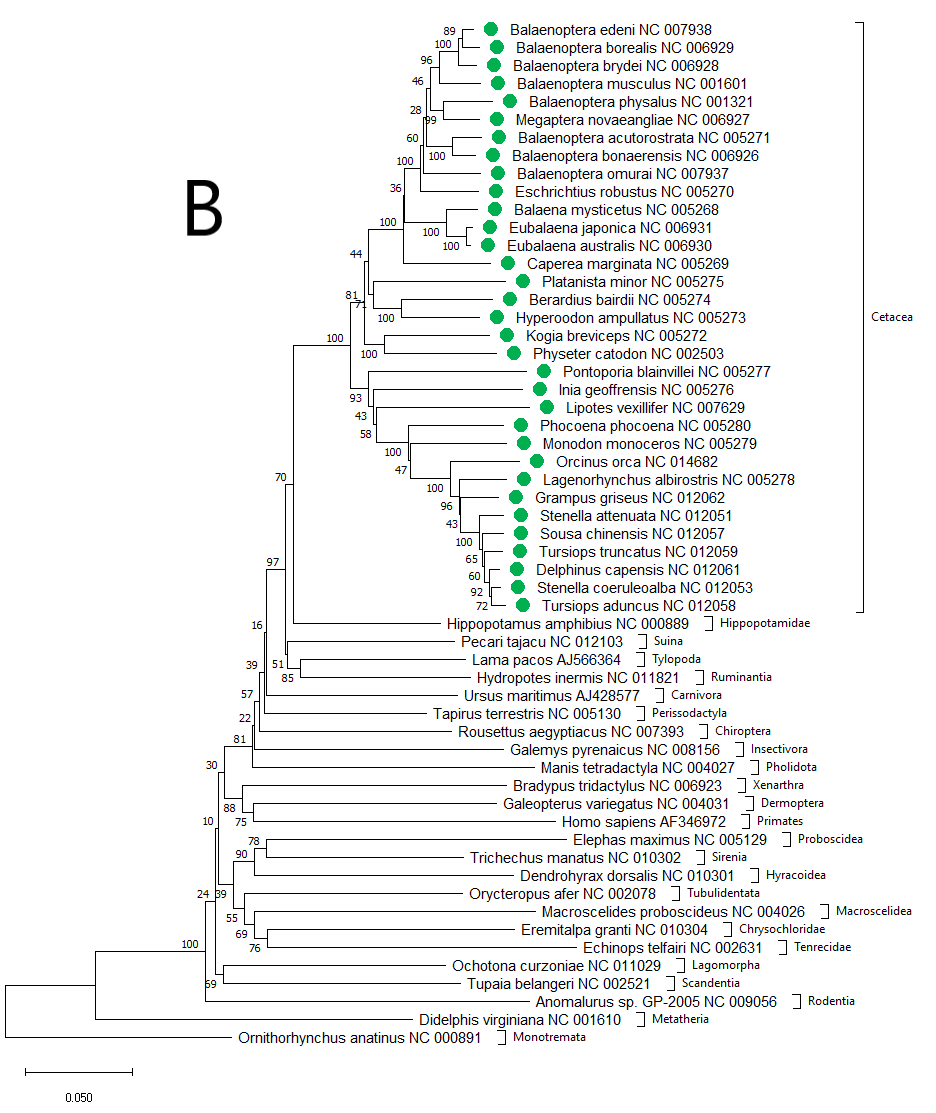 89
Balaenoptera edeni NC 007938
100
Balaenoptera borealis NC 006929
96
Balaenoptera brydei NC 006928
46
Balaenoptera musculus NC 001601
28
Balaenoptera physalus NC 001321
99
Megaptera novaeangliae NC 006927
60
Balaenoptera acutorostrata NC 005271
100
Balaenoptera bonaerensis NC 006926
100
Balaenoptera omurai NC 007937
36
Eschrichtius robustus NC 005270
B
Balaena mysticetus NC 005268
100
100
Eubalaena japonica NC 006931
100
Eubalaena australis NC 006930
44
Caperea marginata NC 005269
Platanista minor NC 005275
81
71
Berardius bairdii NC 005274
100
Hyperoodon ampullatus NC 005273
Cetacea
100
Kogia breviceps NC 005272
100
Physeter catodon NC 002503
Pontoporia blainvillei NC 005277
93
Inia geoffrensis NC 005276
43
Lipotes vexillifer NC 007629
58
Phocoena phocoena NC 005280
100
Monodon monoceros NC 005279
47
Orcinus orca NC 014682
100
Lagenorhynchus albirostris NC 005278
96
Grampus griseus NC 012062
43
Stenella attenuata NC 012051
100
Sousa chinensis NC 012057
65
Tursiops truncatus NC 012059
60
Delphinus capensis NC 012061
92
Stenella coeruleoalba NC 012053
72
Tursiops aduncus NC 012058
70
97
Hippopotamus amphibius NC 000889 Hippopotamidae
16
Pecari tajacu NC 012103 Suina
51
Lama pacos AJ566364 Tylopoda
85
Hydropotes inermis NC 011821 Ruminantia
39
Ursus maritimus AJ428577 Carnivora
57
Tapirus terrestris NC 005130 Perissodactyla
22
Rousettus aegyptiacus NC 007393 Chiroptera
81
Galemys pyrenaicus NC 008156 Insectivora
30
Manis tetradactyla NC 004027 Pholidota
Bradypus tridactylus NC 006923 Xenarthra
88
Galeopterus variegatus NC 004031 Dermoptera
75
Homo sapiens AF346972 Primates
10
78
Elephas maximus NC 005129 Proboscidea
90
Trichechus manatus NC 010302 Sirenia
Dendrohyrax dorsalis NC 010301 Hyracoidea
24
39
Orycteropus afer NC 002078 Tubulidentata
55
Macroscelides proboscideus NC 004026 Macroscelidea
69
Eremitalpa granti NC 010304 Chrysochloridae
76
Echinops telfairi NC 002631 Tenrecidae
100
Ochotona curzoniae NC 011029 Lagomorpha
69
Tupaia belangeri NC 002521 Scandentia
Anomalurus sp. GP-2005 NC 009056 Rodentia
Didelphis virginiana NC 001610 Metatheria
Ornithorhynchus anatinus NC 000891 Monotremata
0.050